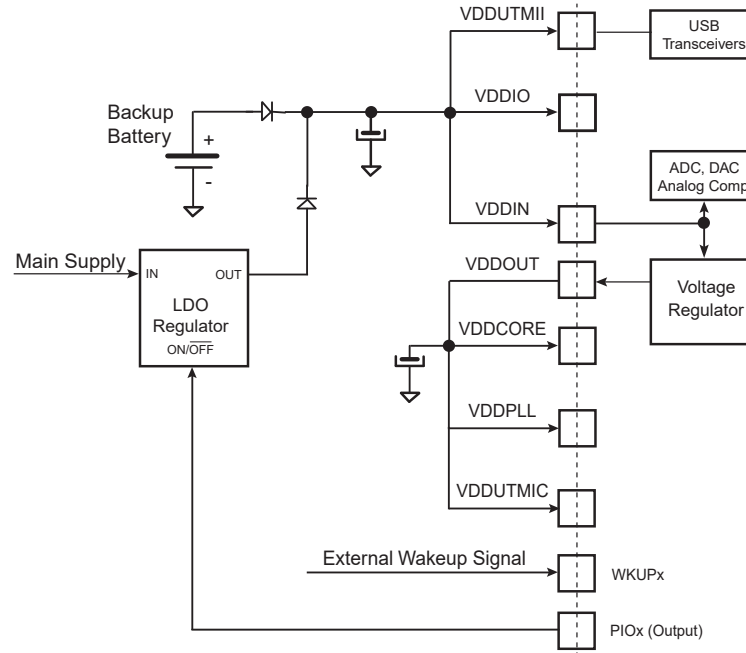 VDDUTMII
USB
Transceivers
Backup
Battery
+
-
VDDIO
ADC, DAC
Analog Comp.
VDDIN
Main Supply
IN
OUT
LDO
Regulator
ON/OFF
VDDOUT
Voltage
Regulator
VDDCORE
VDDPLL
VDDUTMIC
External Wakeup Signal
WKUPx
PIOx (Output)